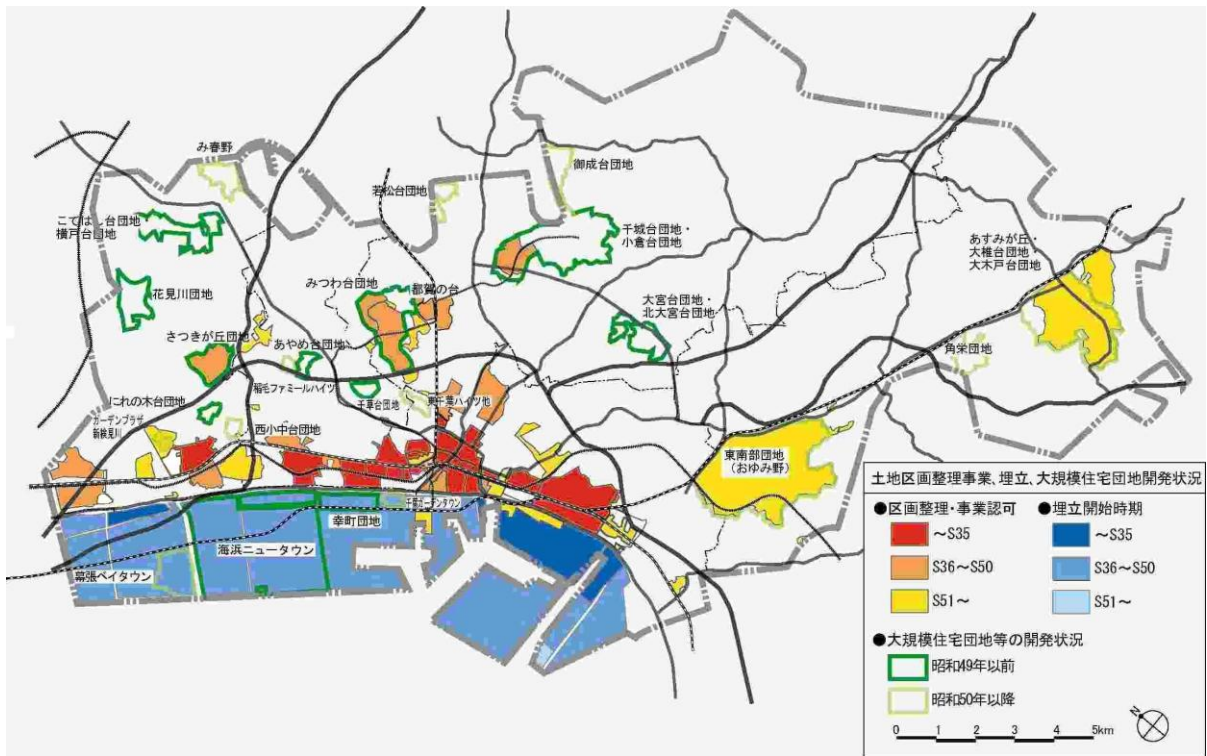 み春野
御成台団地
若松台団地
こてはし台団地
横戸台団地
千城台団地・
小倉台団地
あすみが丘・
大椎台団地
大木戸台団地
花見川団地
みつわ台団地
都賀の台
大宮台団地・
北大宮台団地
さつきが丘団地
あやめ台団地
角栄団地
稲毛ファミールハイツ
千草台団地
東千葉ハイツ他
にれの木台団地
ガーデンプラザ
新検見川
西小中台団地
東南部団地
(おゆみ野)
幸町団地
海浜ニュータウン
幕張ベイタウン
土地区画整理事業、埋立、大規模住宅団地開発状況
●区画整理・事業認可
～S35
S36～S50
S51～
●埋立開始時期
～S35
S36～S50
S51～
●大規模住宅団地等の開発状況
昭和49年以前
昭和50年以降
0 1 2 3 4 5km
N